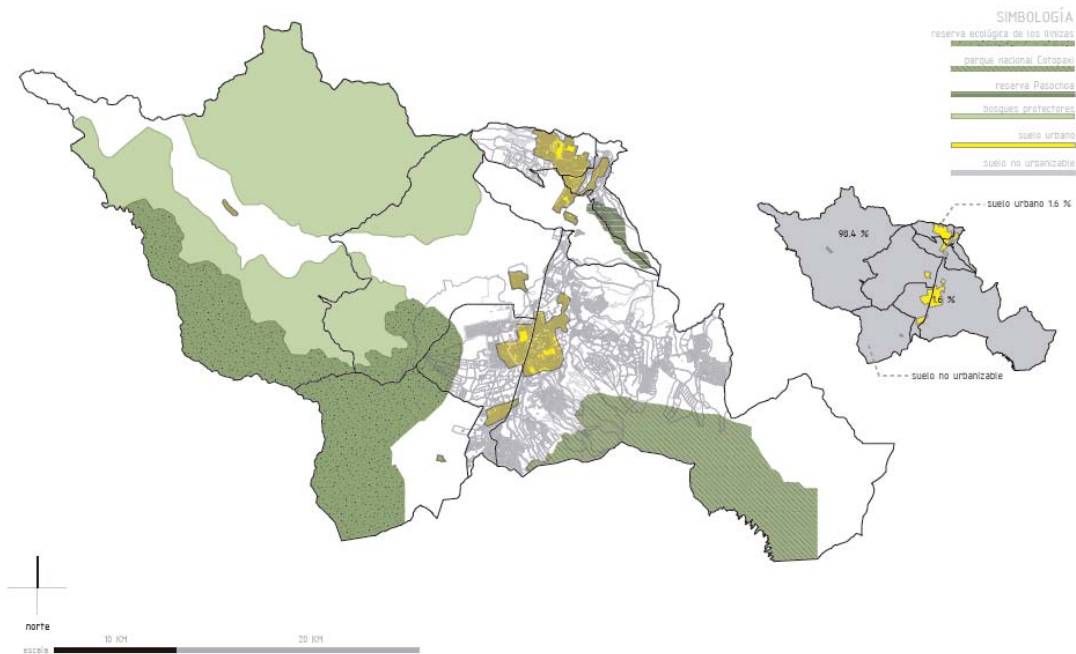 SIMBOLOGÍA
reserva ecológica de los Ilinizas
parque nacional Cotopaxi
reserva Pasochoa
bosques protectores
suelo urbano
suelo no urbanizable
suelo urbano 1.6 %
98.4 %
1.6 %
suelo no urbanizable
norte
10 KM
20 KM
escala